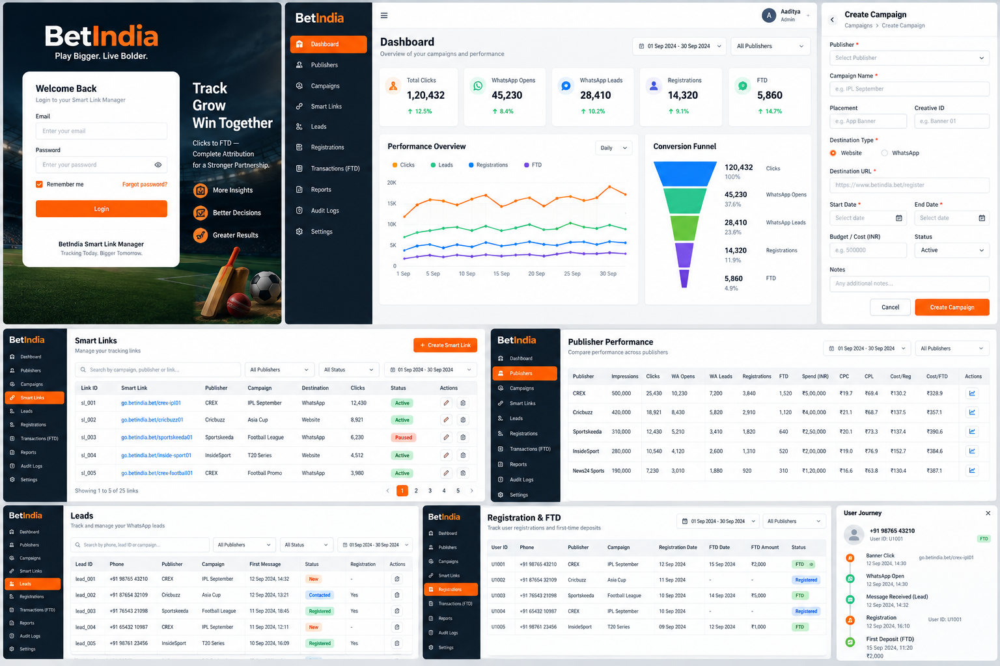 BetIndia
Play Bigger. Live Bolder.
Welcome Back
Login to your Smart Link Manager
Email
Enter your email
Password
Enter your password
Remember me
Forgot password?
Login
BetIndia Smart Link Manager
Tracking Today. Bigger Tomorrow.
Track
Grow
Win Together
Clicks to FTD —
Complete Attribution
for a Stronger Partnership.
More Insights
Better Decisions
Greater Results
BetIndia
Dashboard
Publishers
Campaigns
Smart Links
Leads
Registrations
Transactions (FTD)
Reports
Audit Logs
Settings
A
Aaditya
Admin
Dashboard
Overview of your campaigns and performance
01 Sep 2024 - 30 Sep 2024
All Publishers
Total Clicks
1,20,432
↑ 12.5%
WhatsApp Opens
45,230
↑ 8.4%
WhatsApp Leads
28,410
↑ 10.2%
Registrations
14,320
↑ 9.1%
FTD
5,860
↑ 14.7%
Performance Overview
Daily
Clicks
Leads
Registrations
FTD
20K
15K
10K
5K
0
1 Sep 5 Sep 10 Sep 15 Sep 20 Sep 25 Sep 30 Sep
Conversion Funnel
120,432 Clicks
100%
45,230 WhatsApp Opens
37.6%
28,410 WhatsApp Leads
23.6%
14,320 Registrations
11.9%
5,860 FTD
4.9%
Create Campaign
Campaigns > Create Campaign
Publisher *
Select Publisher
Campaign Name *
e.g. IPL September
Placement Creative ID
e.g. App Banner e.g. Banner 01
Destination Type *
Website WhatsApp
Destination URL *
https://www.betindia.bet/register
Start Date * End Date *
Select date Select date
Budget / Cost (INR) Status
e.g. 500000 Active
Notes
Any additional notes...
Cancel Create Campaign
BetIndia
Dashboard
Publishers
Campaigns
Smart Links
Leads
Registrations
Transactions (FTD)
Reports
Audit Logs
Settings
Smart Links
Manage your tracking links
+ Create Smart Link
Search by campaign, publisher or link...
All Publishers
All Status
01 Sep 2024 - 30 Sep 2024
Link ID Smart Link Publisher Campaign Destination Clicks Status Actions
sl_001 go.betindia.bet/crex-ipl01 CREX IPL September WhatsApp 12,430 Active
sl_002 go.betindia.bet/cricbuzz01 Cricbuzz Asia Cup Website 8,921 Active
sl_003 go.betindia.bet/sportskeeda01 Sportskeeda Football League WhatsApp 6,230 Paused
sl_004 go.betindia.bet/inside-sport01 InsideSport T20 Series Website 4,512 Active
sl_005 go.betindia.bet/crex-football01 CREX Football Promo WhatsApp 3,980 Active
Showing 1 to 5 of 25 links
< 1 2 3 4 5 >
BetIndia
Dashboard
Publishers
Campaigns
Smart Links
Leads
Registrations
Transactions (FTD)
Reports
Audit Logs
Settings
Publisher Performance
Compare performance across publishers
01 Sep 2024 - 30 Sep 2024
All Publishers
Publisher Impressions Clicks WA Opens WA Leads Registrations FTD Spend (INR) CPC CPL Cost/Reg Cost/FTD Actions
CREX 500,000 25,430 10,230 7,200 3,840 1,520 ₹5,00,000 ₹19.7 ₹69.4 ₹130.2 ₹328.9
Cricbuzz 420,000 18,921 8,430 5,820 2,910 1,120 ₹4,00,000 ₹21.1 ₹68.7 ₹137.5 ₹357.1
Sportskeeda 310,000 12,430 5,210 3,410 1,820 640 ₹2,50,000 ₹20.1 ₹73.3 ₹137.4 ₹390.6
InsideSport 280,000 10,540 4,120 2,600 1,310 520 ₹2,00,000 ₹19.0 ₹76.9 ₹152.7 ₹384.6
News24 Sports 190,000 7,230 3,010 1,880 920 310 ₹1,20,000 ₹16.6 ₹63.8 ₹130.4 ₹387.1
BetIndia
Dashboard
Publishers
Campaigns
Smart Links
Leads
Registrations
Transactions (FTD)
Reports
Audit Logs
Settings
Leads
Track and manage your WhatsApp leads
Search by phone, lead ID or campaign...
All Publishers
All Status
01 Sep 2024 - 30 Sep 2024
Lead ID Phone Publisher Campaign First Message Status Registration Actions
lead_001 +91 98765 43210 CREX IPL September 12 Sep 2024, 14:32 New -
lead_002 +91 87654 32109 Cricbuzz Asia Cup 12 Sep 2024, 13:21 Contacted Yes
lead_003 +91 76543 21098 Sportskeeda Football League 11 Sep 2024, 18:45 Registered Yes
lead_004 +91 65432 10987 CREX IPL September 11 Sep 2024, 12:11 New -
lead_005 +91 98761 23456 InsideSport T20 Series 10 Sep 2024, 16:09 Registered Yes
BetIndia
Dashboard
Publishers
Campaigns
Smart Links
Registrations
Transactions (FTD)
Reports
Audit Logs
Settings
Registration & FTD
Track user registrations and first-time deposits
01 Sep 2024 - 30 Sep 2024
All Publishers
User ID Phone Publisher Campaign Registration Date FTD Date FTD Amount Status
U1001 +91 98765 43210 CREX IPL September 12 Sep 2024 15 Sep 2024 ₹2,000 FTD
U1002 +91 87654 32109 Cricbuzz Asia Cup 11 Sep 2024 - - Registered
U1003 +91 76543 21098 Sportskeeda Football League 10 Sep 2024 14 Sep 2024 ₹5,000 FTD
U1004 +91 65432 10987 CREX IPL September 10 Sep 2024 - - Registered
U1005 +91 98761 23456 InsideSport T20 Series 09 Sep 2024 12 Sep 2024 ₹1,000 FTD
User Journey
+91 98765 43210
User ID: U1001
FTD
Banner Click go.betindia.bet/crex-ipl01
12 Sep 2024, 14:30
WhatsApp Open
12 Sep 2024, 14:30
Message Received (Lead)
12 Sep 2024, 14:32
Registration User ID: U1001
12 Sep 2024, 16:10
First Deposit (FTD)
15 Sep 2024, 11:20
₹2,000